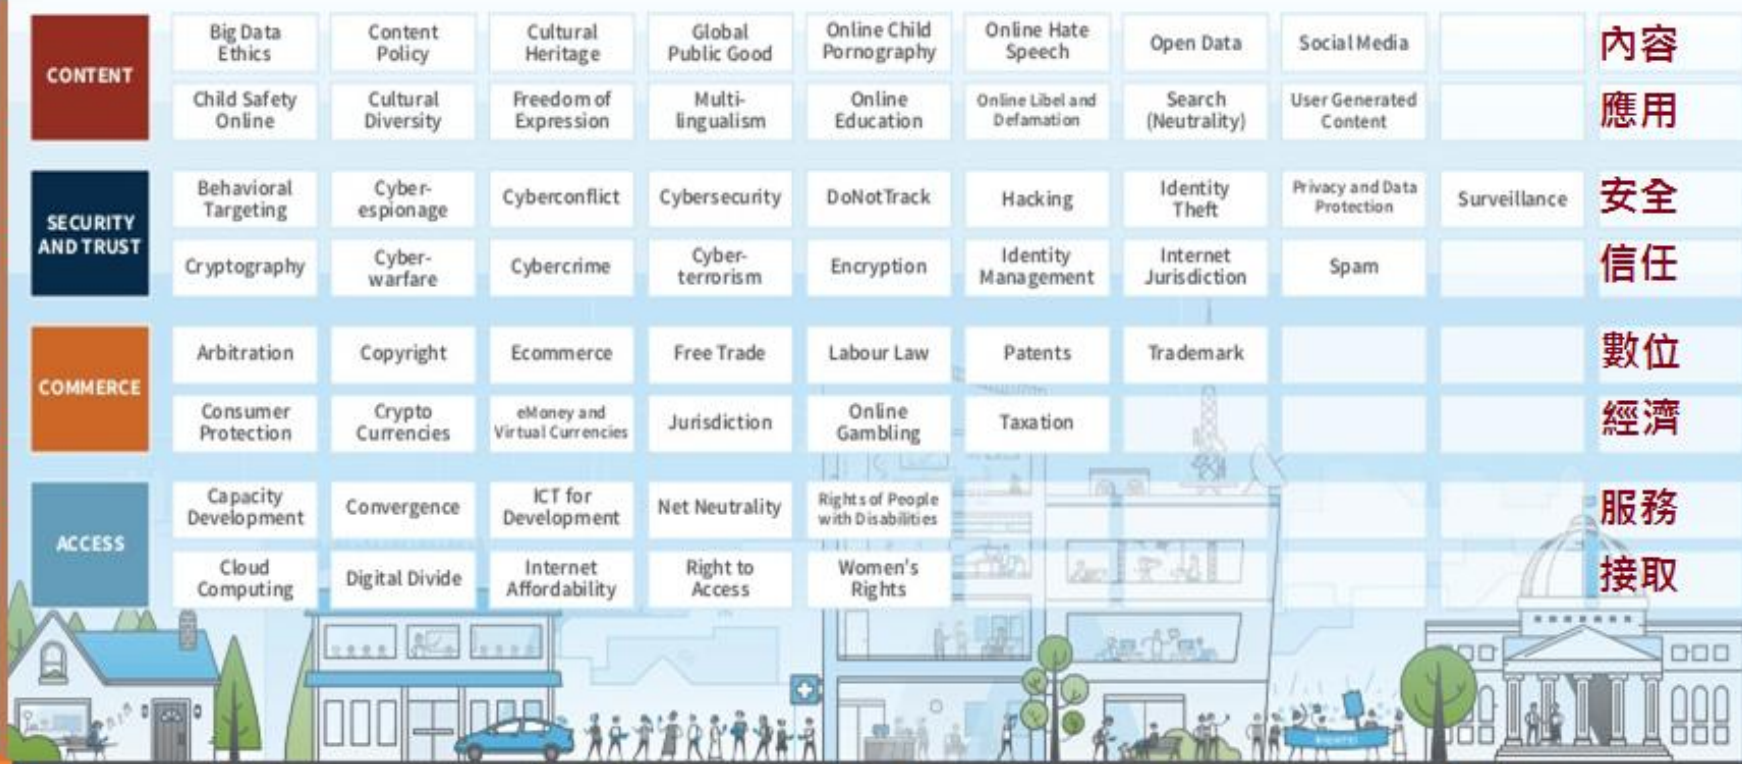 CONTENT
Big Data
Ethics
Content
Policy
Cultural
Heritage
Global
Public Good
Online Child
Pornography
Online Hate
Speech
Open Data
Social Media
內容
Child Safety
Online
Cultural
Diversity
Freedom of
Expression
Multi-
lingualism
Online
Education
Online Libel and
Defamation
Search
(Neutrality)
User Generated
Content
應用
SECURITY
AND TRUST
Behavioral
Targeting
Cyber-
espionage
Cyberconflict
Cybersecurity
DoNotTrack
Hacking
Identity
Theft
Privacy and Data
Protection
Surveillance
安全
Cryptography
Cyber-
warfare
Cybercrime
Cyber-
terrorism
Encryption
Identity
Management
Internet
Jurisdiction
Spam
信任
COMMERCE
Arbitration
Copyright
Ecommerce
Free Trade
Labour Law
Patents
Trademark
數位
Consumer
Protection
Crypto
Currencies
eMoney and
Virtual Currencies
Jurisdiction
Online
Gambling
Taxation
經濟
ACCESS
Capacity
Development
Convergence
ICT for
Development
Net Neutrality
Rights of People
with Disabilities
服務
Cloud
Computing
Digital Divide
Internet
Affordability
Right to
Access
Women's
Rights
接取